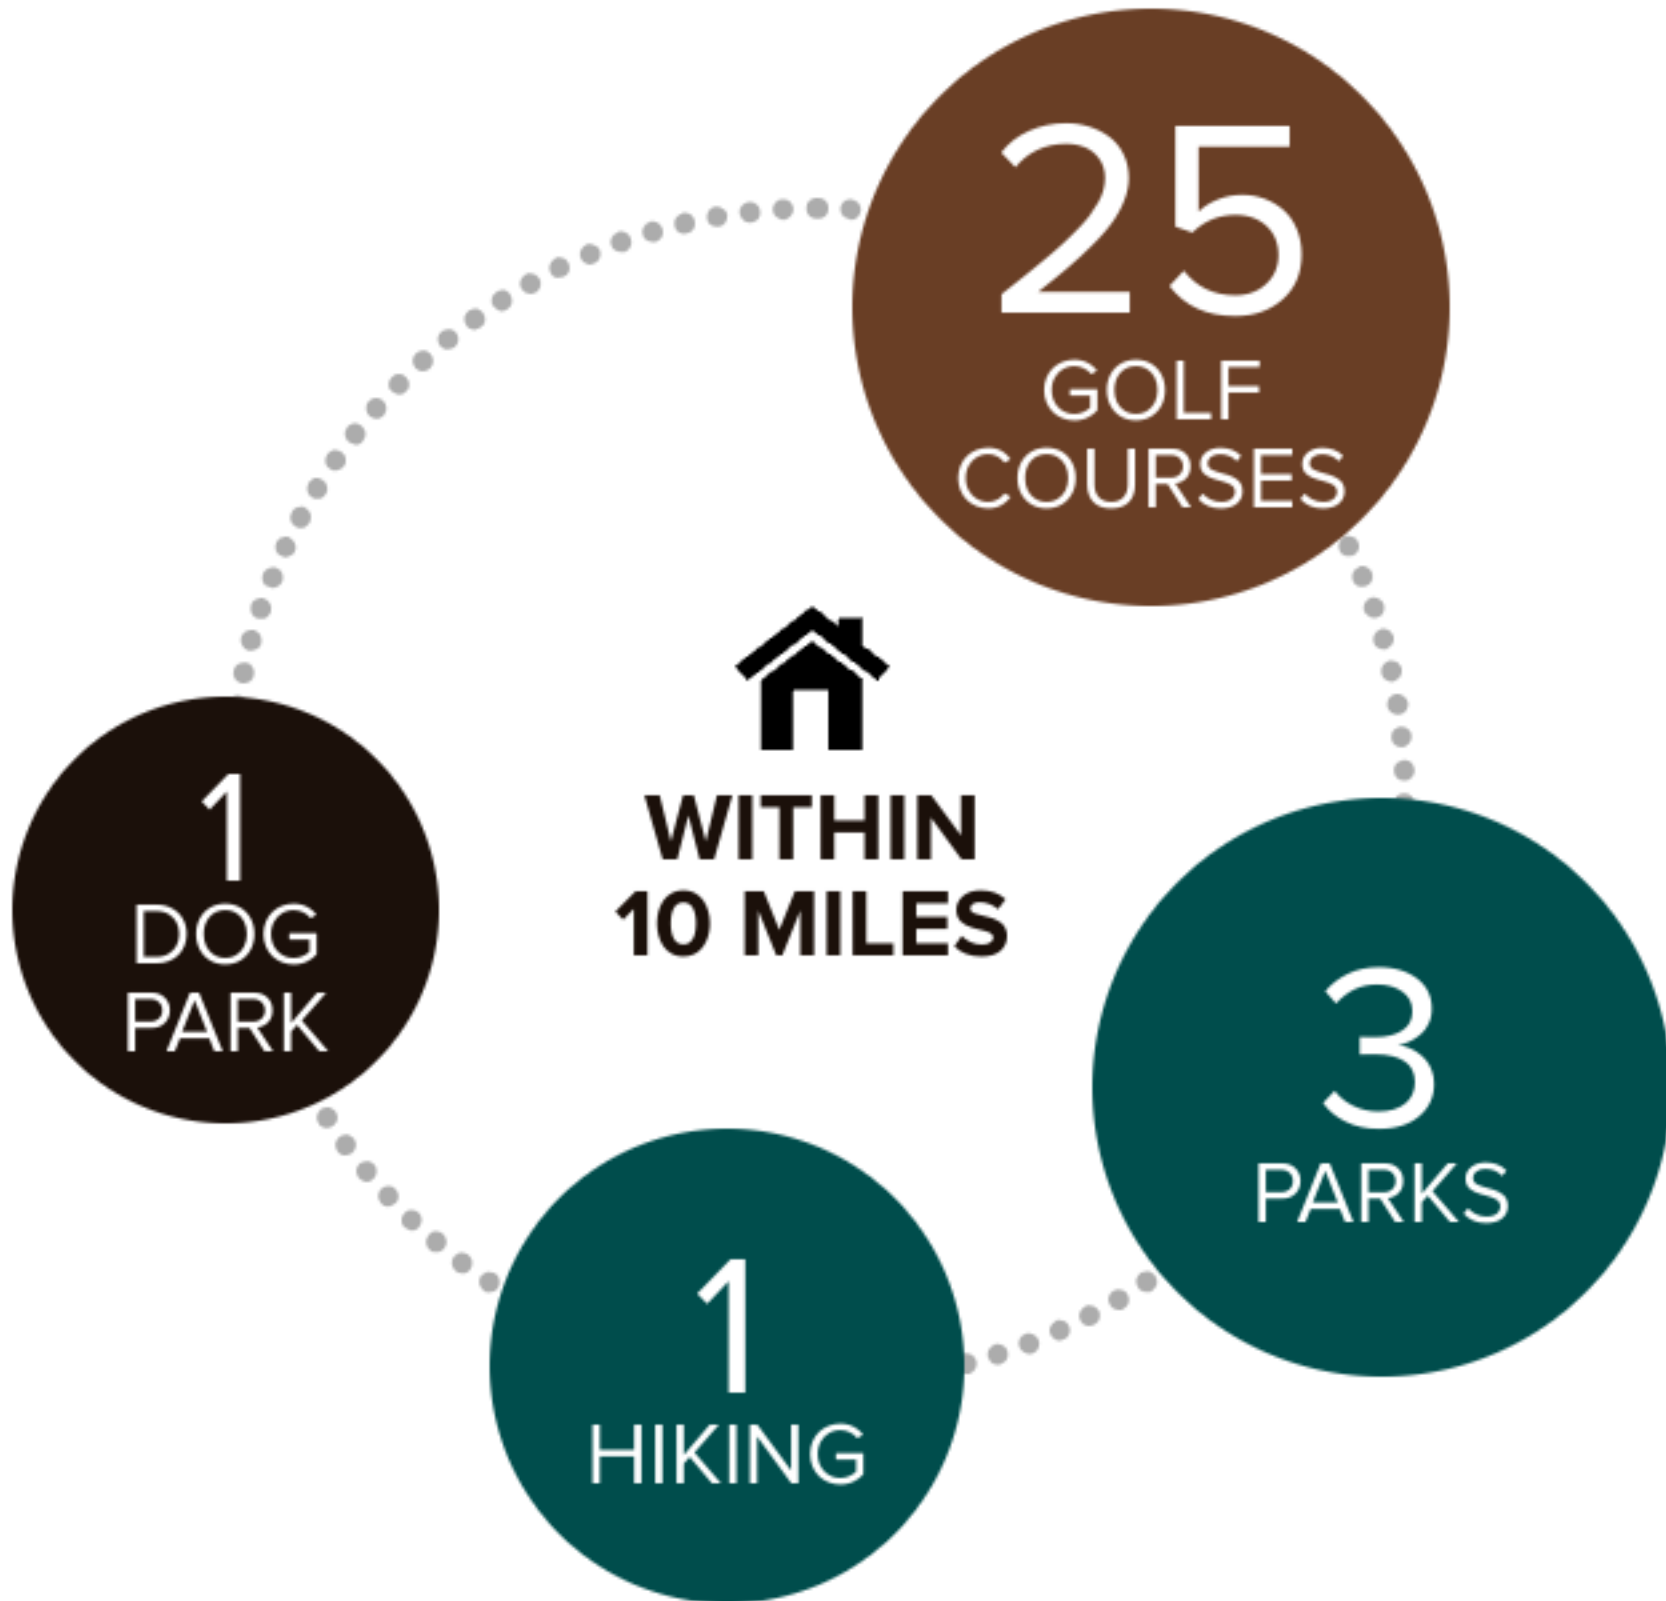 25
GOLF
COURSES
WITHIN
10 MILES
1
DOG
PARK
3
PARKS
1
HIKING